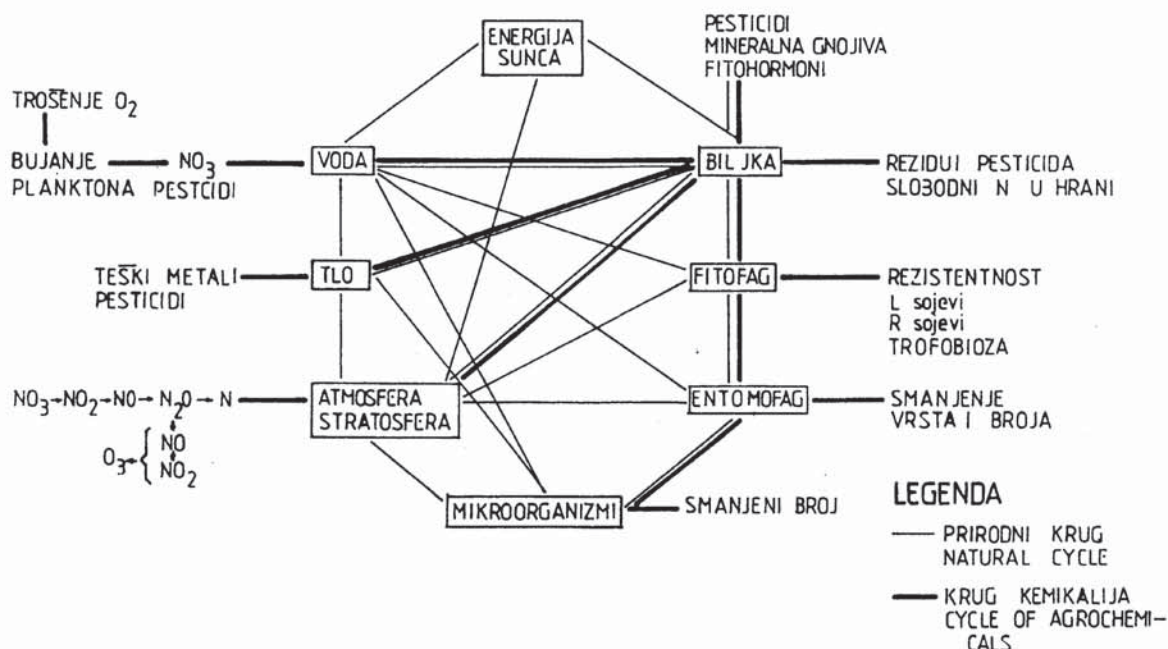 ENERGIJA
SUNCA
PESTICIDI
MINERALNA GNOJIVA
FITOHORMONI
TROŠENJE O₂
BUJANJE
PLANKTONA PESTCIDI
NO₃
VODA
BILJKA
REZIDUI PESTICIDA
SLOBODNI N U HRANI
TEŠKI METALI
PESTICIDI
TLO
FITOFAG
REZISTENTNOST
L sojevi
R sojevi
TROFOBIOZA
NO₃→NO₂→NO→N₂O→N
O₃→{NO
NO₂
ATMOSFERA
STRATOSFERA
ENTOMOFAG
SMANJENJE
VRSTA I BROJA
MIKROORGANIZMI
SMANJENI BROJ
LEGENDA
PRIRODNI KRUG
NATURAL CYCLE
KRUG KEMIKALIJA
CYCLE OF AGROCHEMI-
CALS